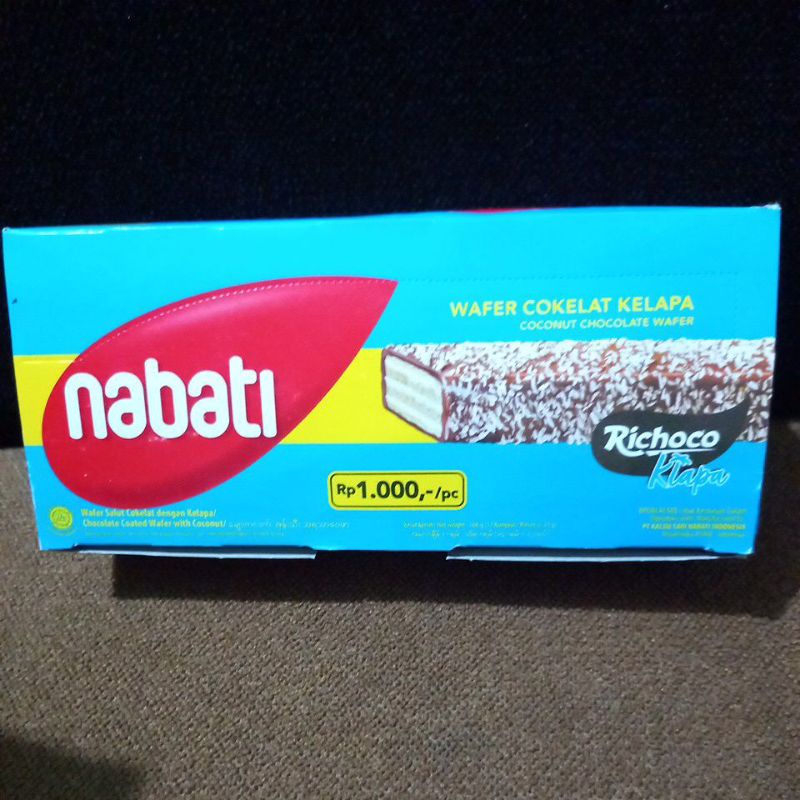 nabati
WAFER COKELAT KELAPA
COCONUT CHOCOLATE WAFER
Richoco
Klapa
Rp1.000,-/pc
Wafer Salut Cokelat dengan Kelapa/
Chocolate Coated Wafer with Coconut/
PT KALDU SARI NABATI INDONESIA